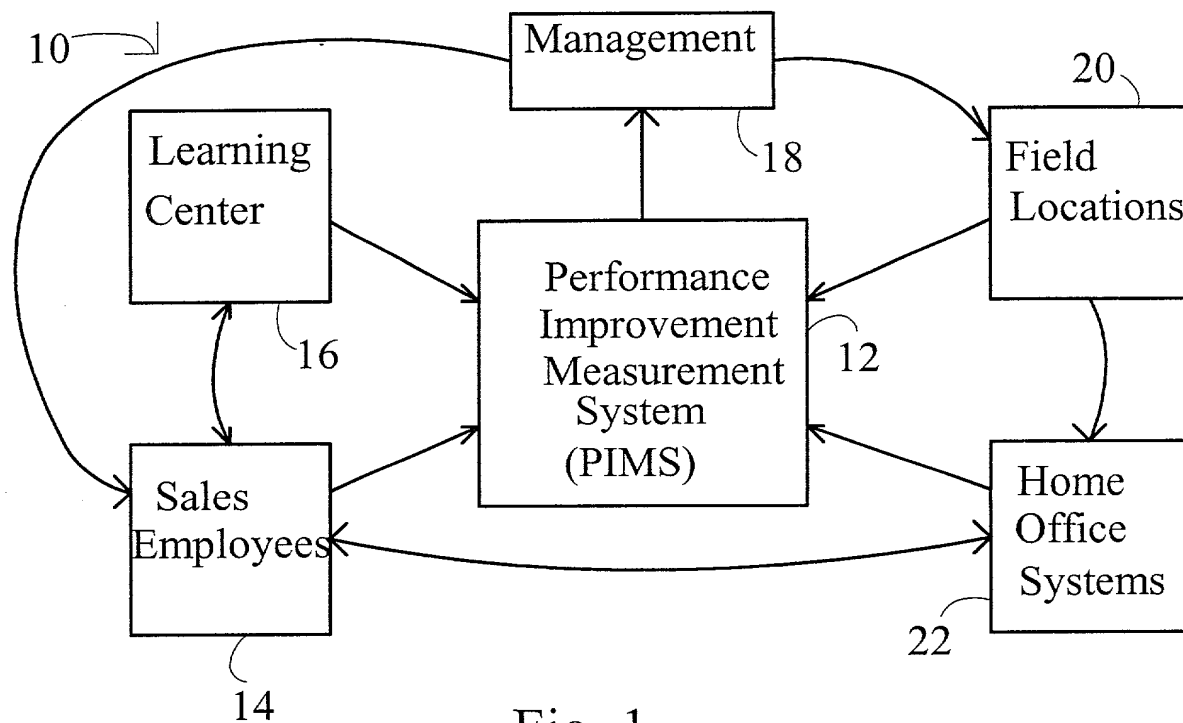 10
Management
18
20
Learning
Center
16
Field
Locations
Performance
Improvement
Measurement
System
(PIMS)
12
Sales
Employees
14
Home
Office
Systems
22
Fig. 1